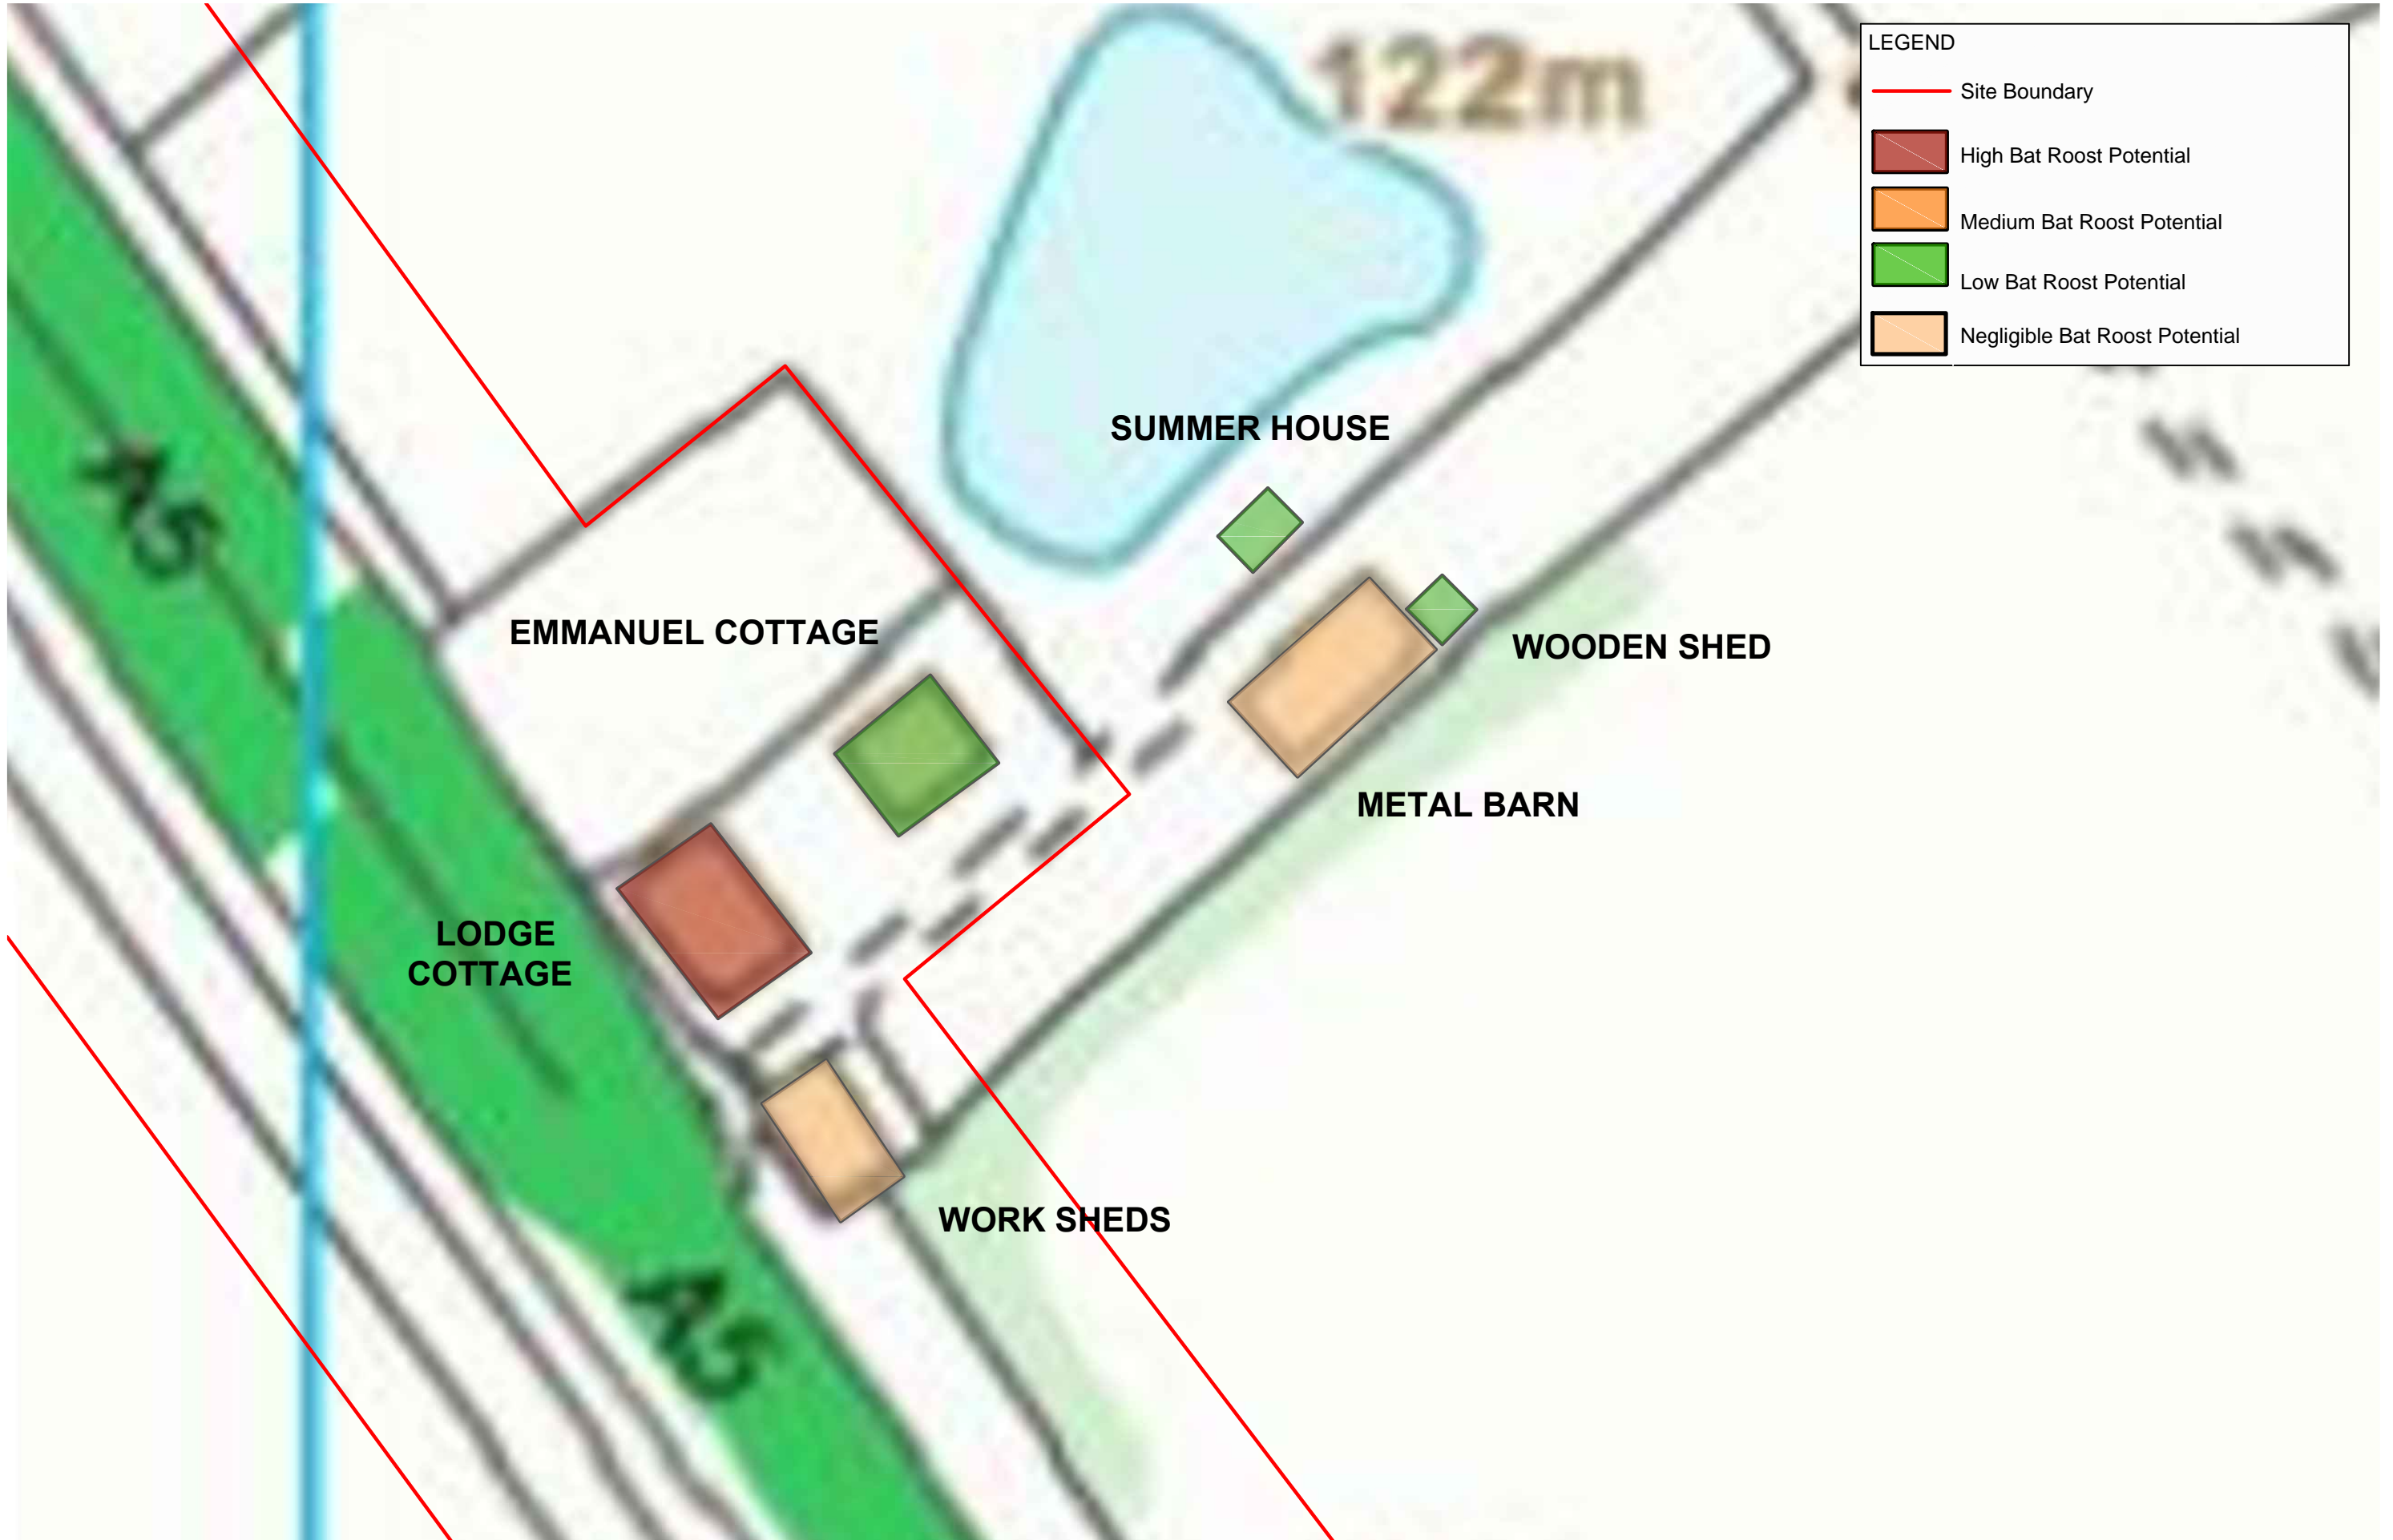 122m
LEGEND
Site Boundary
High Bat Roost Potential
Medium Bat Roost Potential
Low Bat Roost Potential
Negligible Bat Roost Potential
SUMMER HOUSE
A5
EMMANUEL COTTAGE
WOODEN SHED
METAL BARN
LODGE
COTTAGE
WORK SHEDS
A5